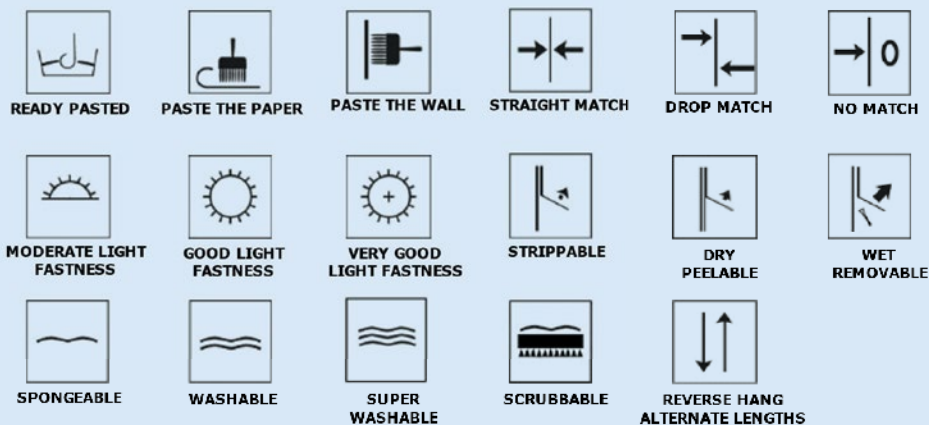 READY PASTED
PASTE THE PAPER
PASTE THE WALL
STRAIGHT MATCH
DROP MATCH
NO MATCH
MODERATE LIGHT
FASTNESS
GOOD LIGHT
FASTNESS
VERY GOOD
LIGHT FASTNESS
STRIPPABLE
DRY
PEELABLE
WET
REMOVABLE
SPONGEABLE
WASHABLE
SUPER
WASHABLE
SCRUBBABLE
REVERSE HANG
ALTERNATE LENGTHS